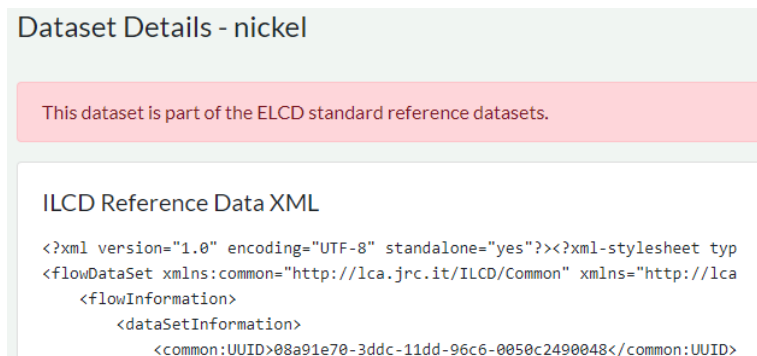 Dataset Details - nickel
This dataset is part of the ELCD standard reference datasets.
ILCD Reference Data XML
<?xml version="1.0" encoding="UTF-8" standalone="yes"?><?xml-stylesheet typ
<flowDataSet xmlns:common="http://lca.jrc.it/ILCD/Common" xmlns="http://lca
<flowInformation>
<dataSetInformation>
<common:UUID>08a91e70-3ddc-11dd-96c6-0050c2490048</common:UUID>